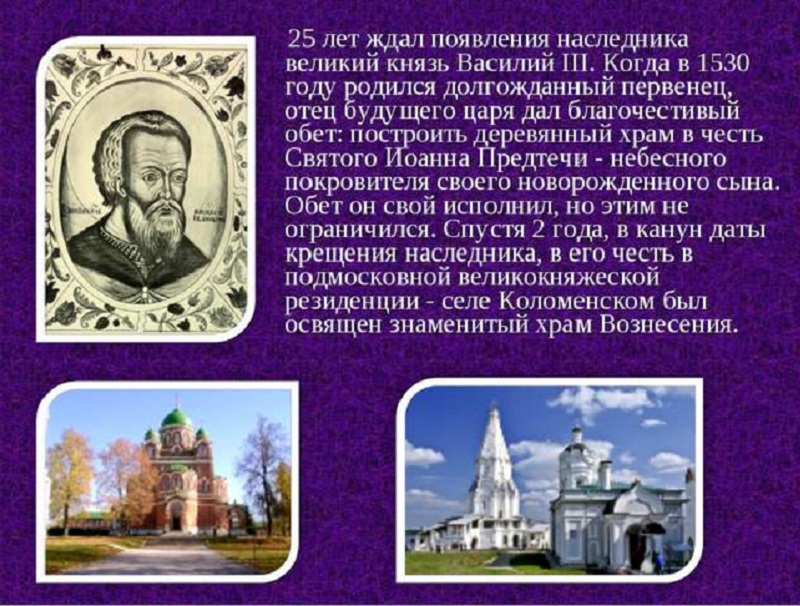 25 лет ждал появления наследника
великий князь Василий III. Когда в 1530
году родился долгожданный первенец,
отец будущего царя дал благочестивый
обет: построить деревянный храм в честь
Святого Иоанна Предтечи - небесного
покровителя своего новорожденного сына.
Обет он свой исполнил, но этим не
ограничился. Спустя 2 года, в канун даты
крещения наследника, в его честь в
подмосковной великокняжеской
резиденции - селе Коломенском был
освящен знаменитый храм Вознесения.